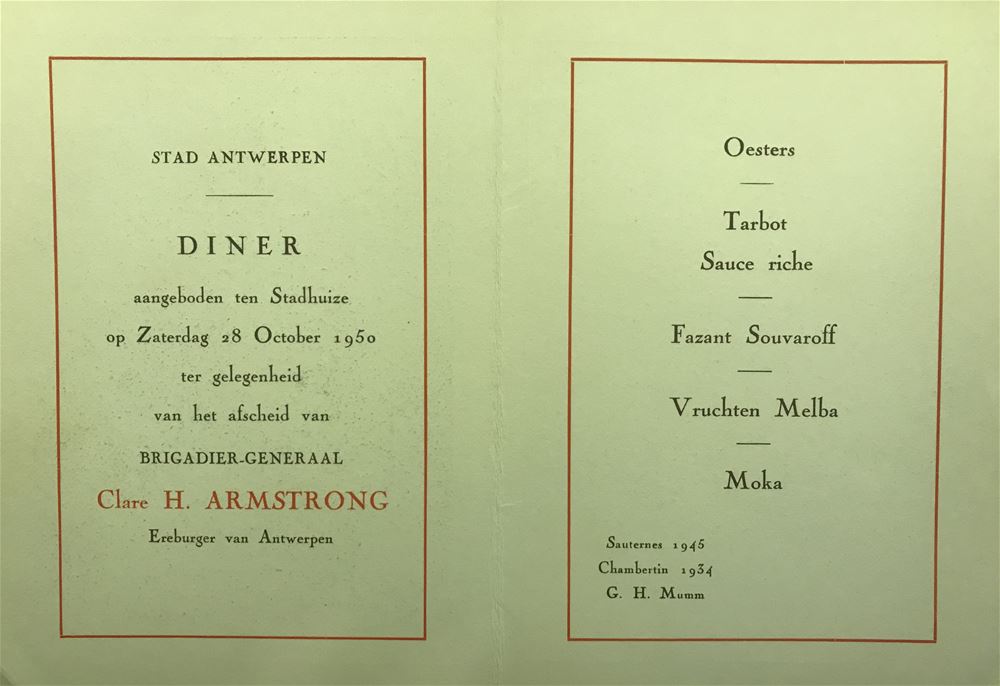 STAD ANTWERPEN
DINER
aangeboden ten Stadhuize
op Zaterdag 28 October 1950
ter gelegenheid
van het afscheid van
BRIGADIER-GENERAAL
Clare H. ARMSTRONG
Ereburger van Antwerpen
Oesters
Tarbot
Sauce riche
Fazant Souvaroff
Vruchten Melba
Moka
Sauternes 1945
Chambertin 1934
G. H. Mumm